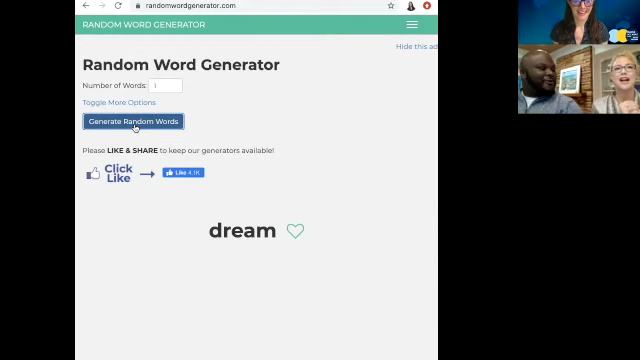 randomwordgenerator.com
RANDOM WORD GENERATOR
Hide this ad
Random Word Generator
Number of Words: 1
Toggle More Options
Generate Random Words
Please LIKE & SHARE to keep our generators available!
Click
Like
Like 4.1K
dream